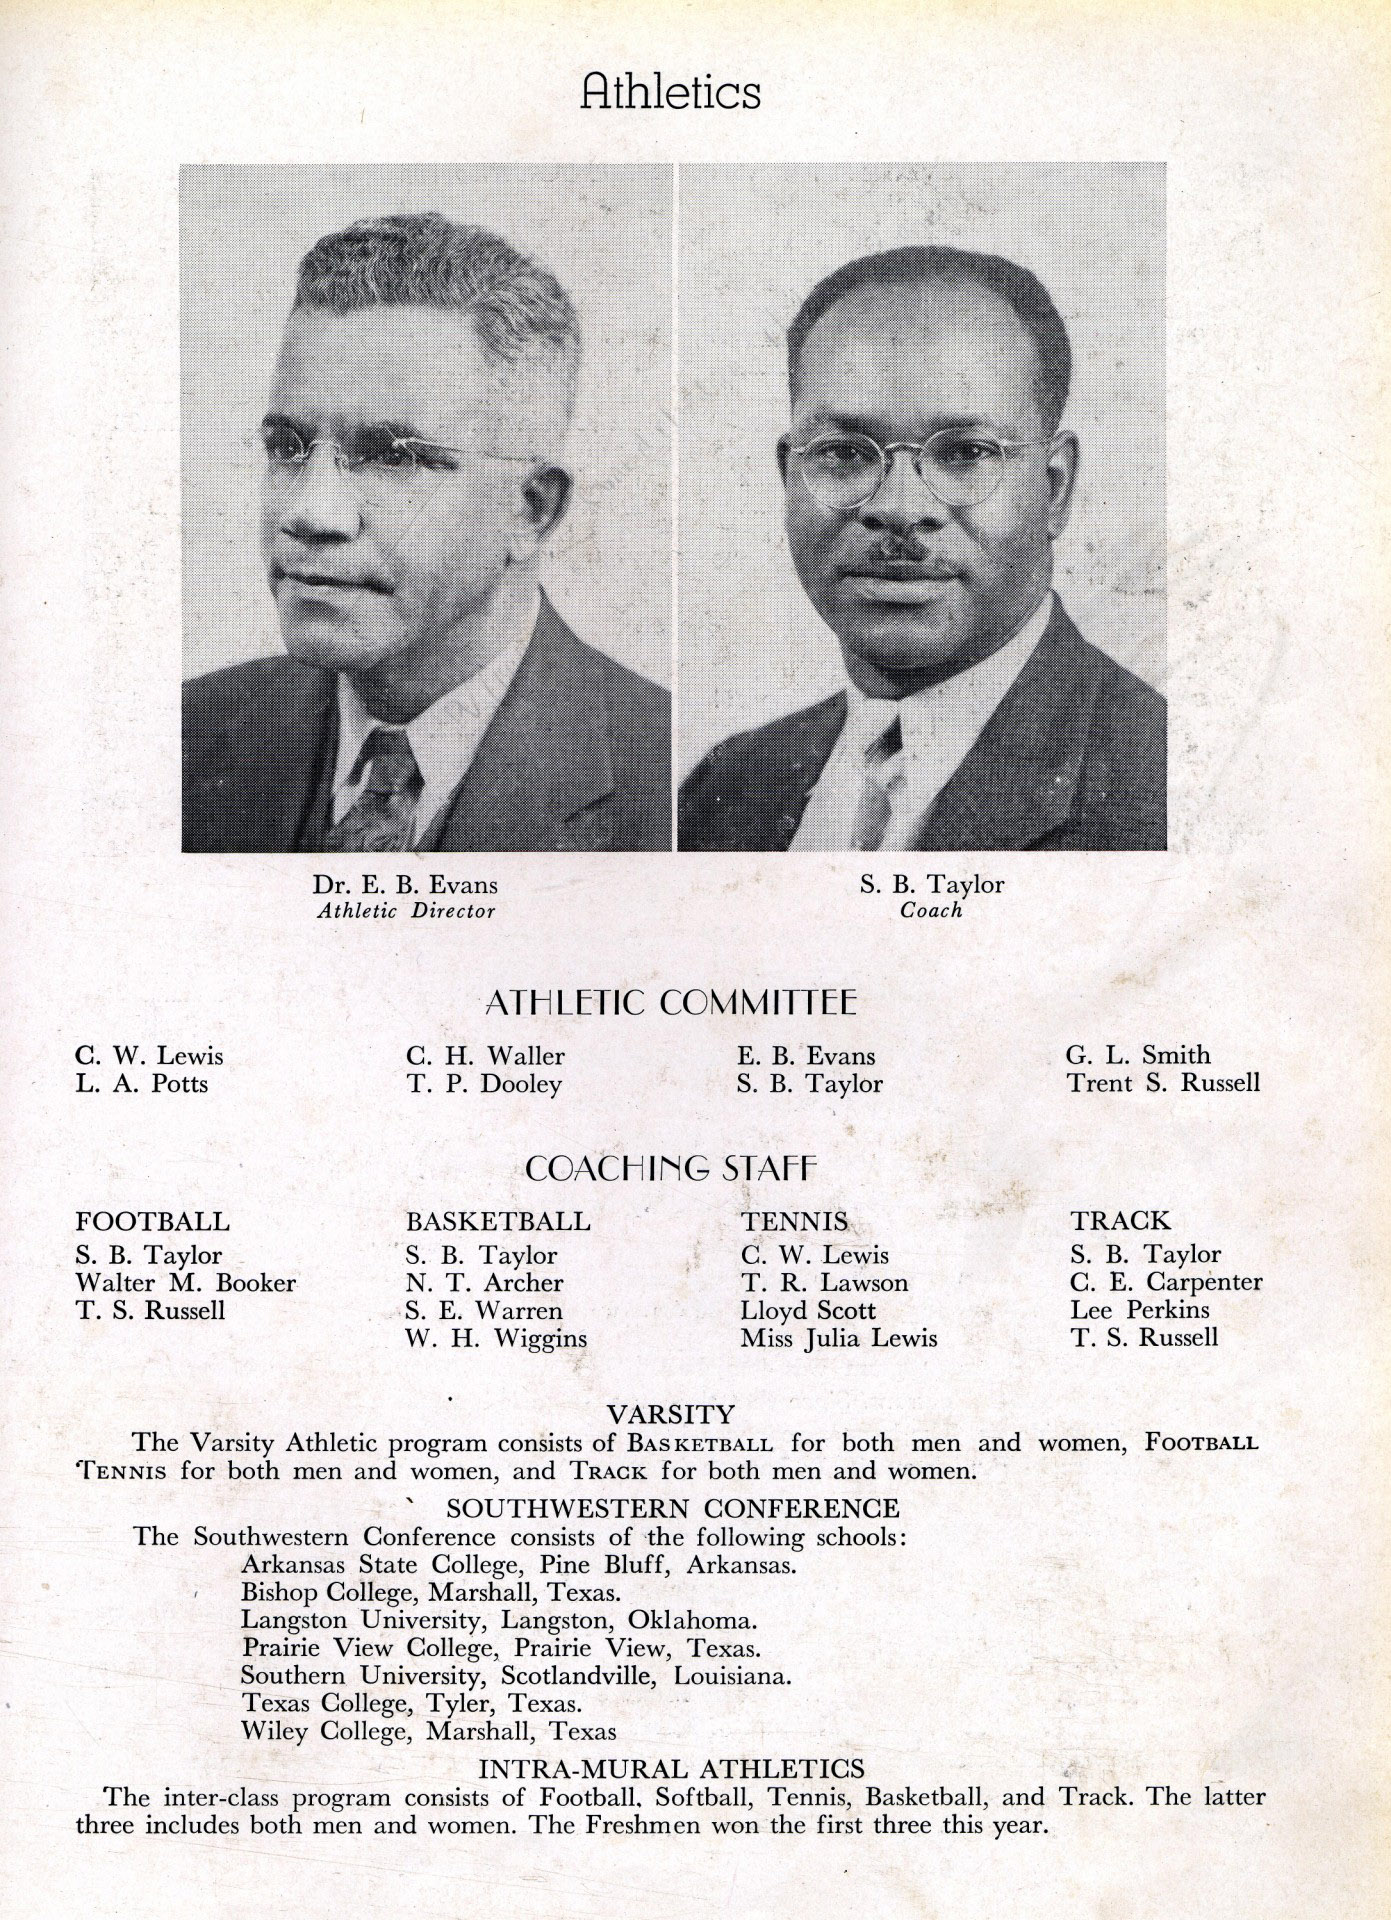 Athletics
Dr. E. B. Evans
Athletic Director
S. B. Taylor
Coach
ATHLETIC COMMITTEE
C. W. Lewis C. H. Waller E. B. Evans G. L. Smith
L. A. Potts T. P. Dooley S. B. Taylor Trent S. Russell
COACHING STAFF
FOOTBALL BASKETBALL TENNIS TRACK
S. B. Taylor S. B. Taylor C. W. Lewis S. B. Taylor
Walter M. Booker N. T. Archer T. R. Lawson C. E. Carpenter
T. S. Russell S. E. Warren Lloyd Scott Lee Perkins
W. H. Wiggins Miss Julia Lewis T. S. Russell
VARSITY
The Varsity Athletic program consists of BASKETBALL for both men and women, FOOTBALL
TENNIS for both men and women, and TRACK for both men and women.
SOUTHWESTERN CONFERENCE
The Southwestern Conference consists of the following schools:
Arkansas State College, Pine Bluff, Arkansas.
Bishop College, Marshall, Texas.
Langston University, Langston, Oklahoma.
Prairie View College, Prairie View, Texas.
Southern University, Scotlandville, Louisiana.
Texas College, Tyler, Texas.
Wiley College, Marshall, Texas
INTRA-MURAL ATHLETICS
The inter-class program consists of Football, Softball, Tennis, Basketball, and Track. The latter
three includes both men and women. The Freshmen won the first three this year.